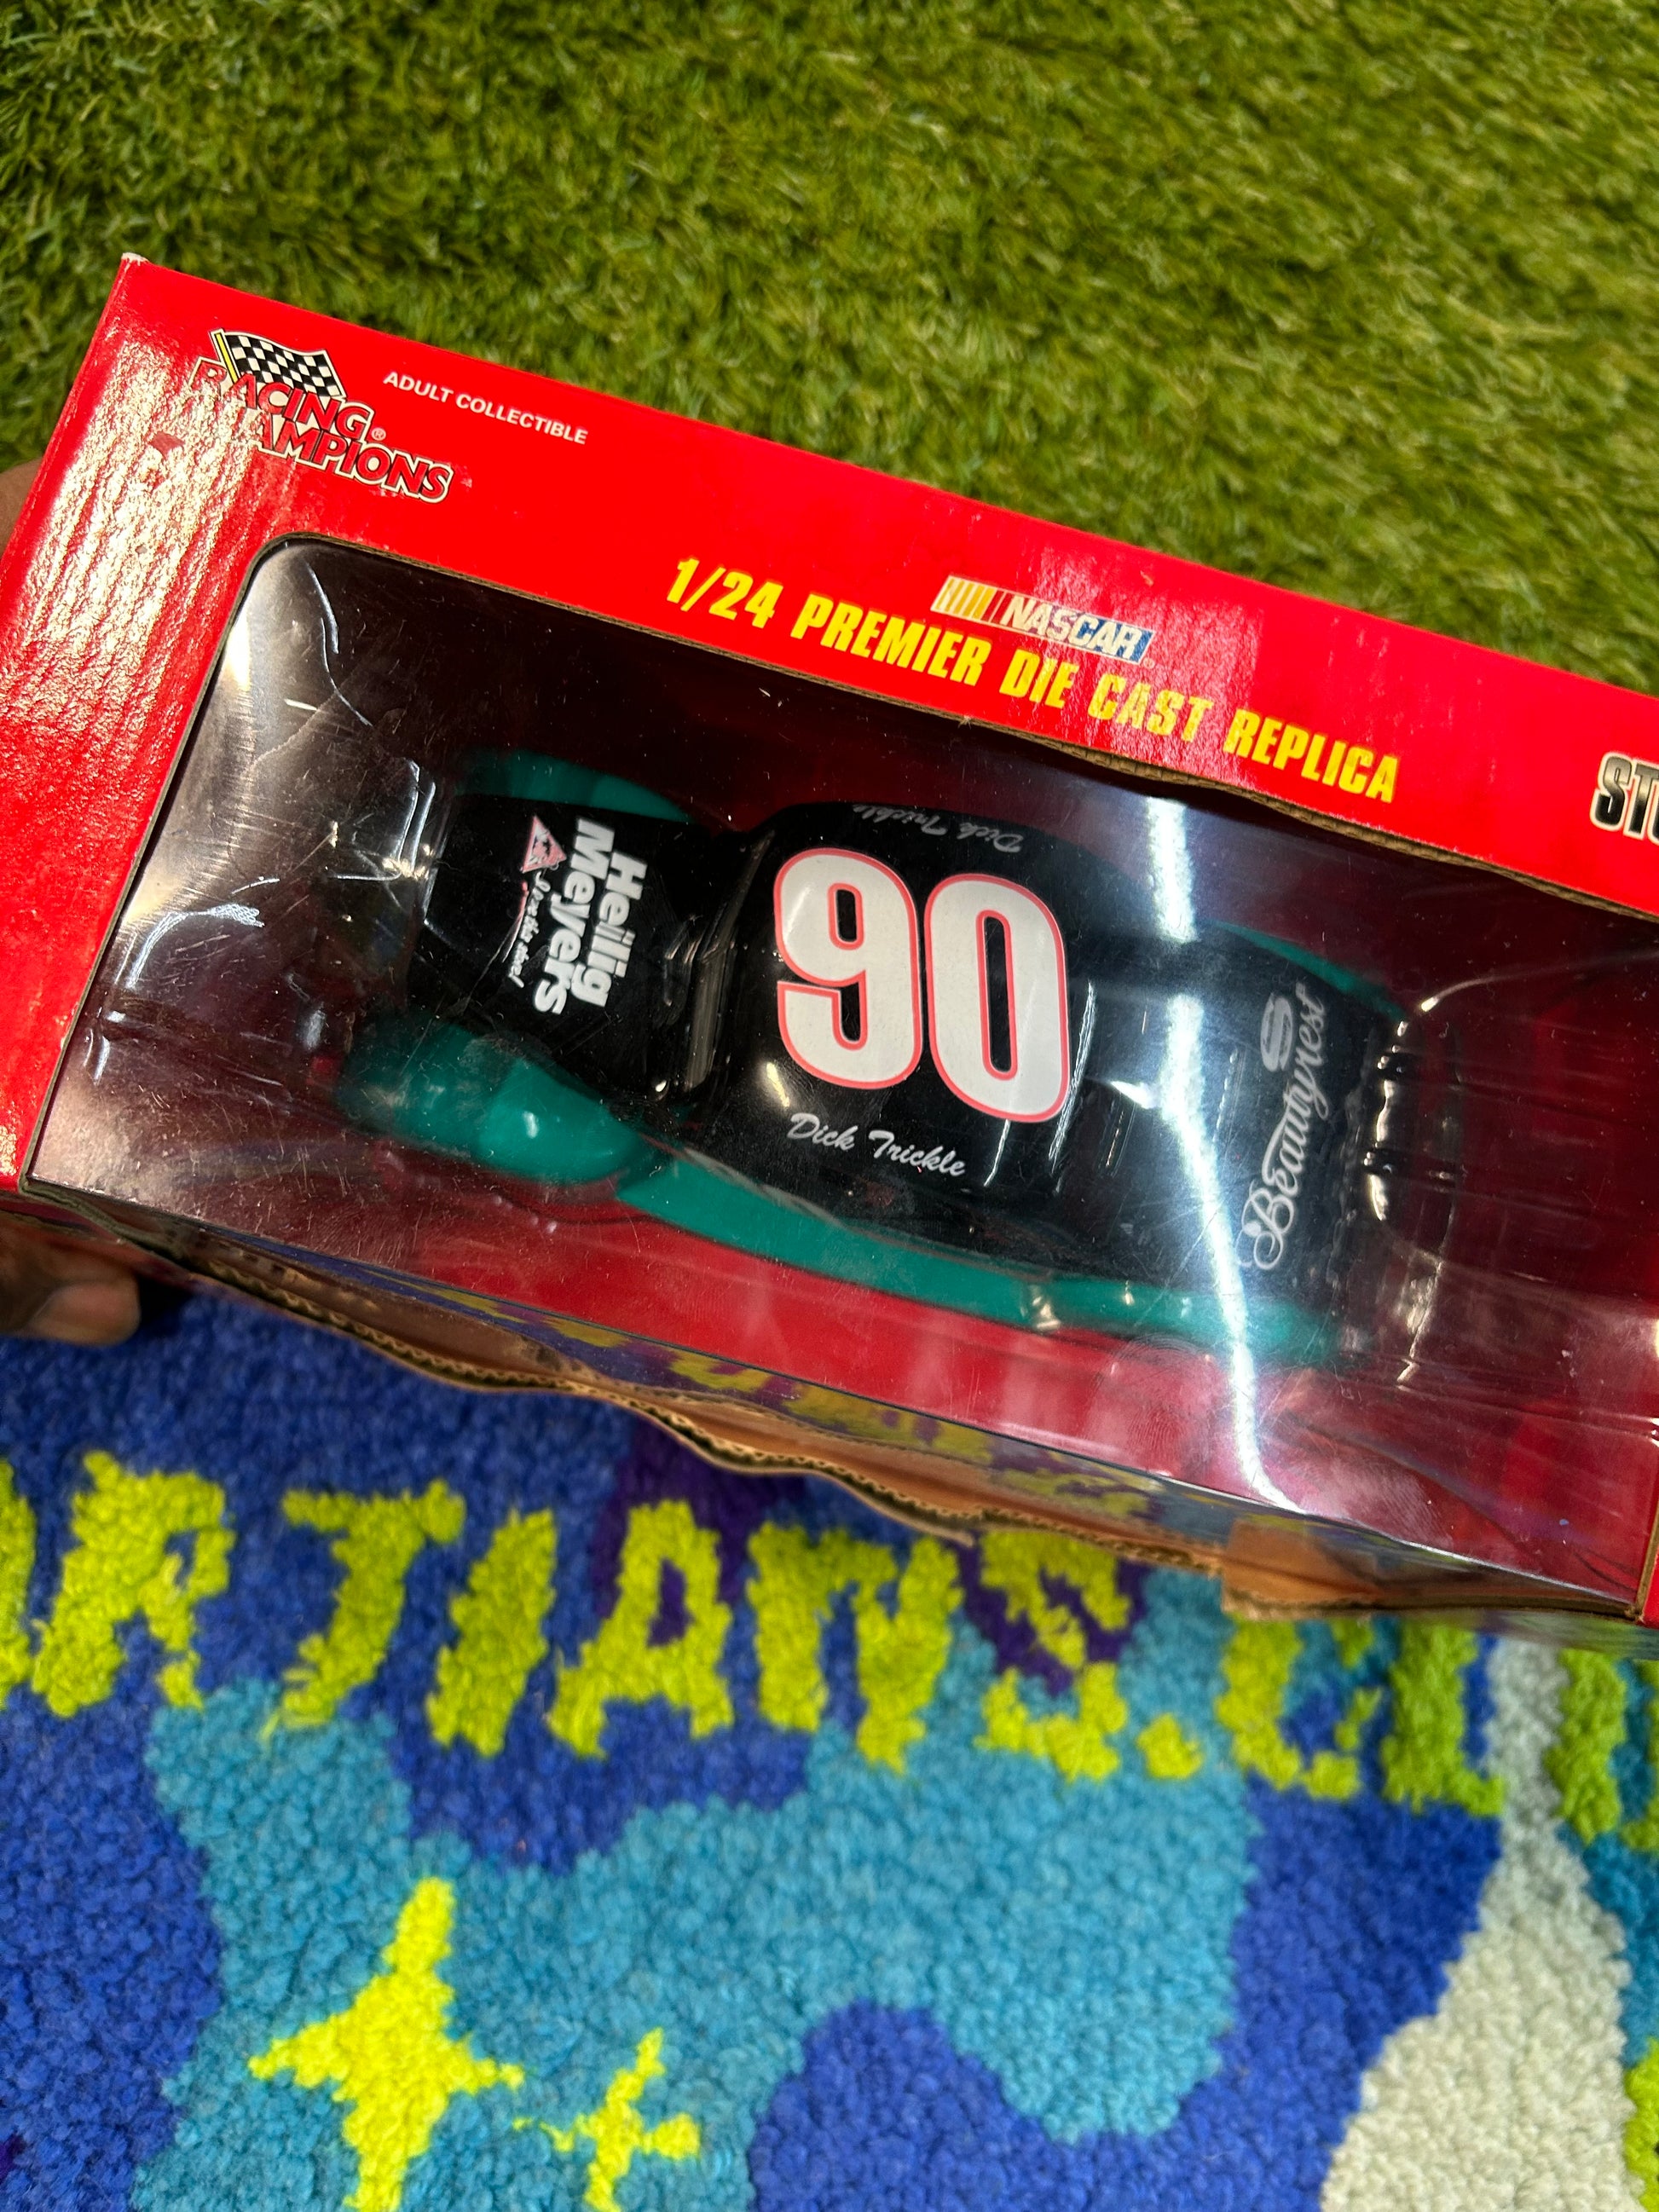 RACING
CHAMPIONS®
ADULT COLLECTIBLE
NASCAR
1/24 PREMIER DIE CAST REPLICA
Heilig
Meyers
90
Dick Trickle
Dick Trickle
Beautyrest